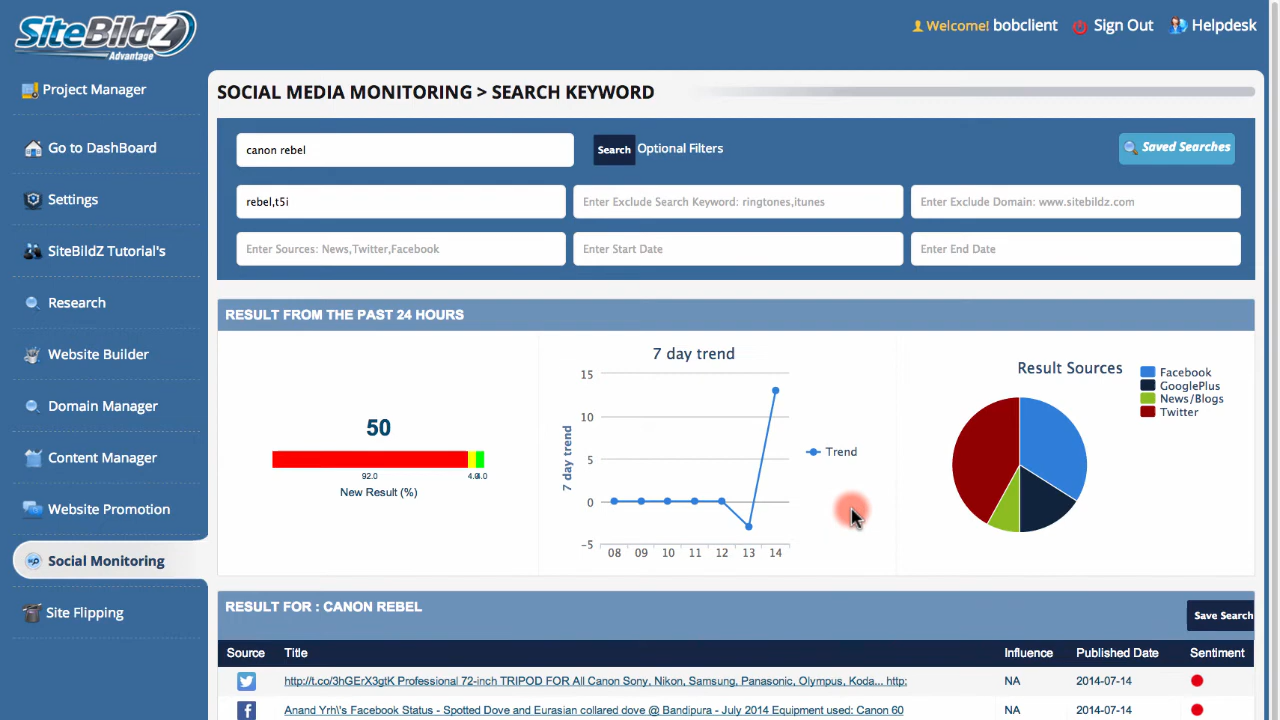 SiteBildZ
Advantage
Welcome! bobclient
Sign Out
Helpdesk
Project Manager
Go to DashBoard
Settings
SiteBildZ Tutorial's
Research
Website Builder
Domain Manager
Content Manager
Website Promotion
Social Monitoring
Site Flipping
SOCIAL MEDIA MONITORING > SEARCH KEYWORD
canon rebel
Search
Optional Filters
Saved Searches
rebel,t5i
Enter Exclude Search Keyword: ringtones,itunes
Enter Exclude Domain: www.sitebildz.com
Enter Sources: News,Twitter,Facebook
Enter Start Date
Enter End Date
RESULT FROM THE PAST 24 HOURS
50
92.0
4.0
4.0
New Result (%)
7 day trend
7 day trend
15
10
5
0
-5
08 09 10 11 12 13 14
Trend
Result Sources
Facebook
GooglePlus
News/Blogs
Twitter
RESULT FOR : CANON REBEL
Save Search
Source Title Influence Published Date Sentiment
http://t.co/3hGErX3gtK Professional 72-inch TRIPOD FOR All Canon Sony, Nikon, Samsung, Panasonic, Olympus, Koda... http: NA 2014-07-14
Anand Yrh\'s Facebook Status - Spotted Dove and Eurasian collared dove @ Bandipura - July 2014 Equipment used: Canon 60 NA 2014-07-14